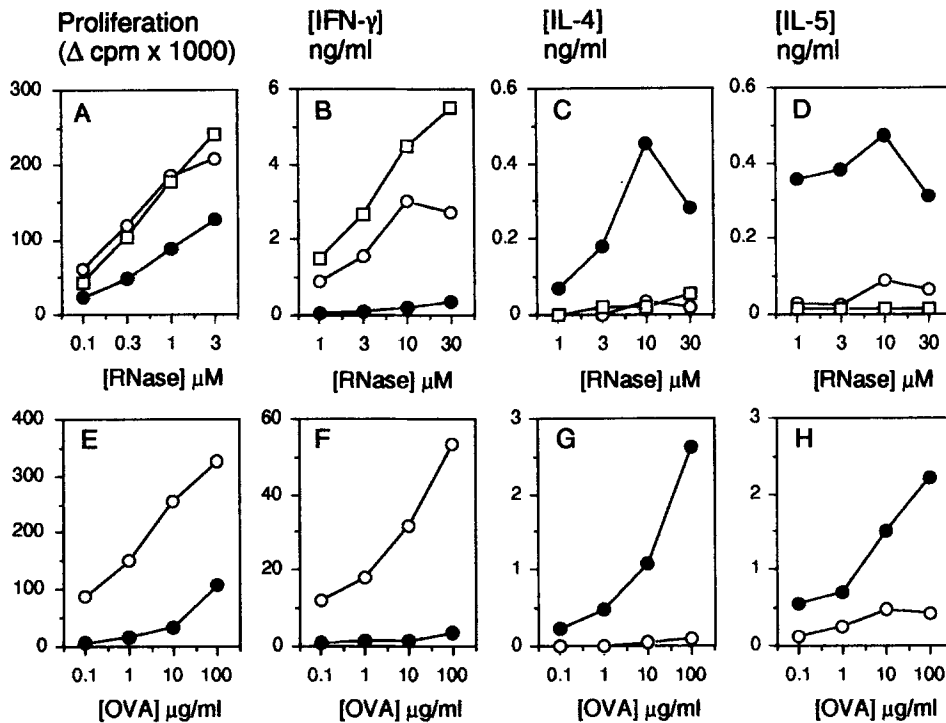 Proliferation
(Δ cpm x 1000)
[IFN-γ]
ng/ml
[IL-4]
ng/ml
[IL-5]
ng/ml
A
300
200
100
0
0.1 0.3 1 3
[RNase] μM
B
6
4
2
0
1 3 10 30
[RNase] μM
C
0.6
0.4
0.2
0
1 3 10 30
[RNase] μM
D
0.6
0.4
0.2
0
1 3 10 30
[RNase] μM
E
400
300
200
100
0
0.1 1 10 100
[OVA] μg/ml
F
60
40
20
0
0.1 1 10 100
[OVA] μg/ml
G
3
2
1
0
0.1 1 10 100
[OVA] μg/ml
H
3
2
1
0
0.1 1 10 100
[OVA] μg/ml